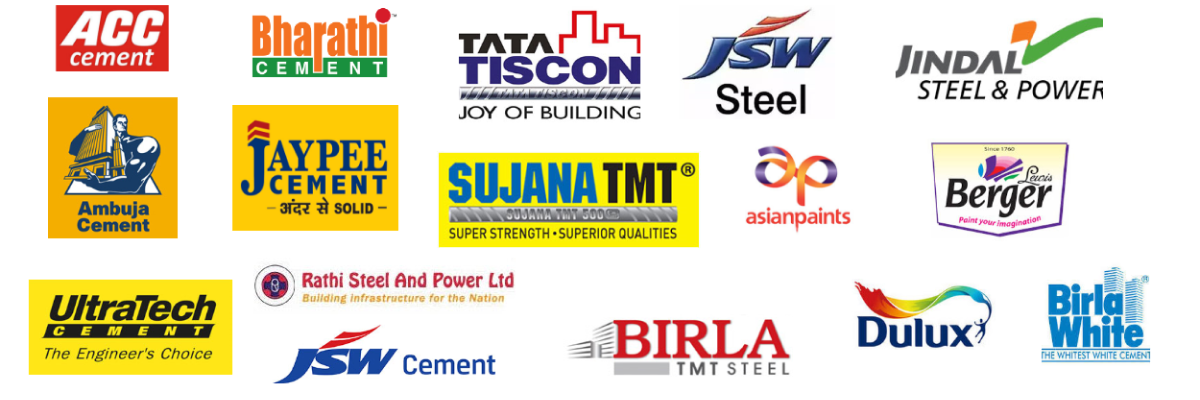 ACC
cement
Bharathi
CEMENT
TATA
TISCON
TATA TISCON
JOY OF BUILDING
JSW
Steel
JINDAL
STEEL & POWER
Ambuja
Cement
JAYPEE
CEMENT
- अंदर से SOLID -
SUJANA TMT®
SUJANA TMT 500
SUPER STRENGTH • SUPERIOR QUALITIES
ap
asianpaints
Since 1760
Lewis
Berger
Paint your imagination
UltraTech
CEMENT
The Engineer's Choice
Rathi Steel And Power Ltd
Building infrastructure for the Nation
JSW Cement
BIRLA
TMT STEEL
Dulux
Birla
White
THE WHITEST WHITE CEMENT